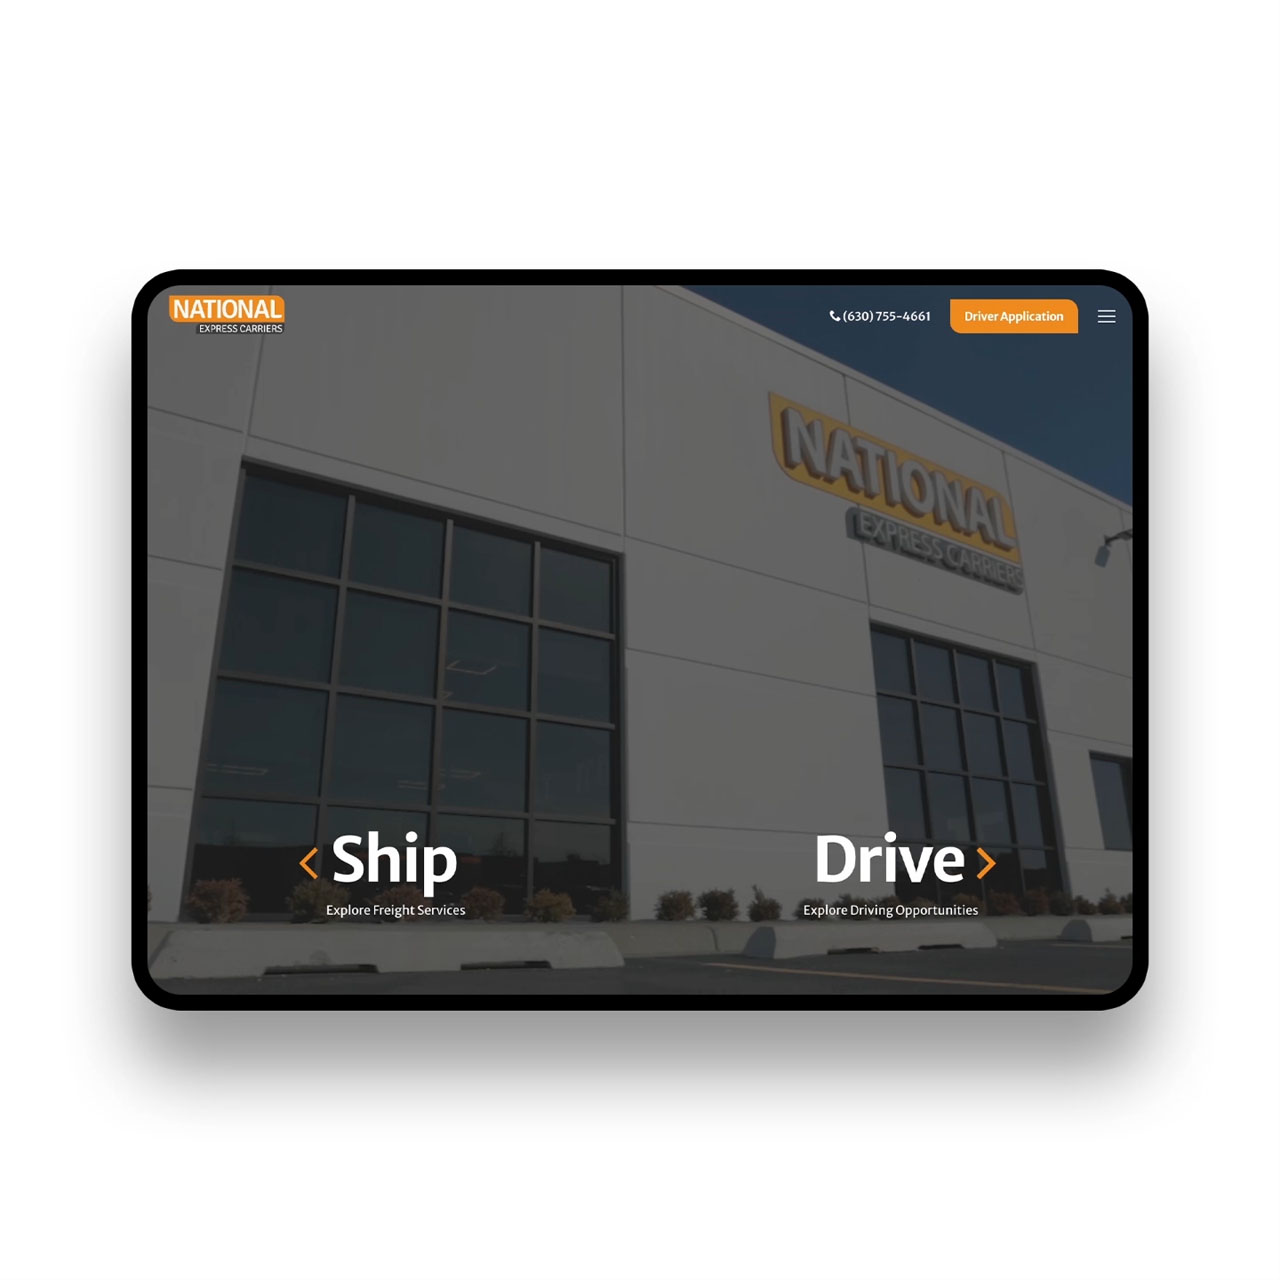 NATIONAL
EXPRESS CARRIERS
(630) 755-4661
Driver Application
NATIONAL
EXPRESS CARRIERS
Ship
Explore Freight Services
Drive
Explore Driving Opportunities